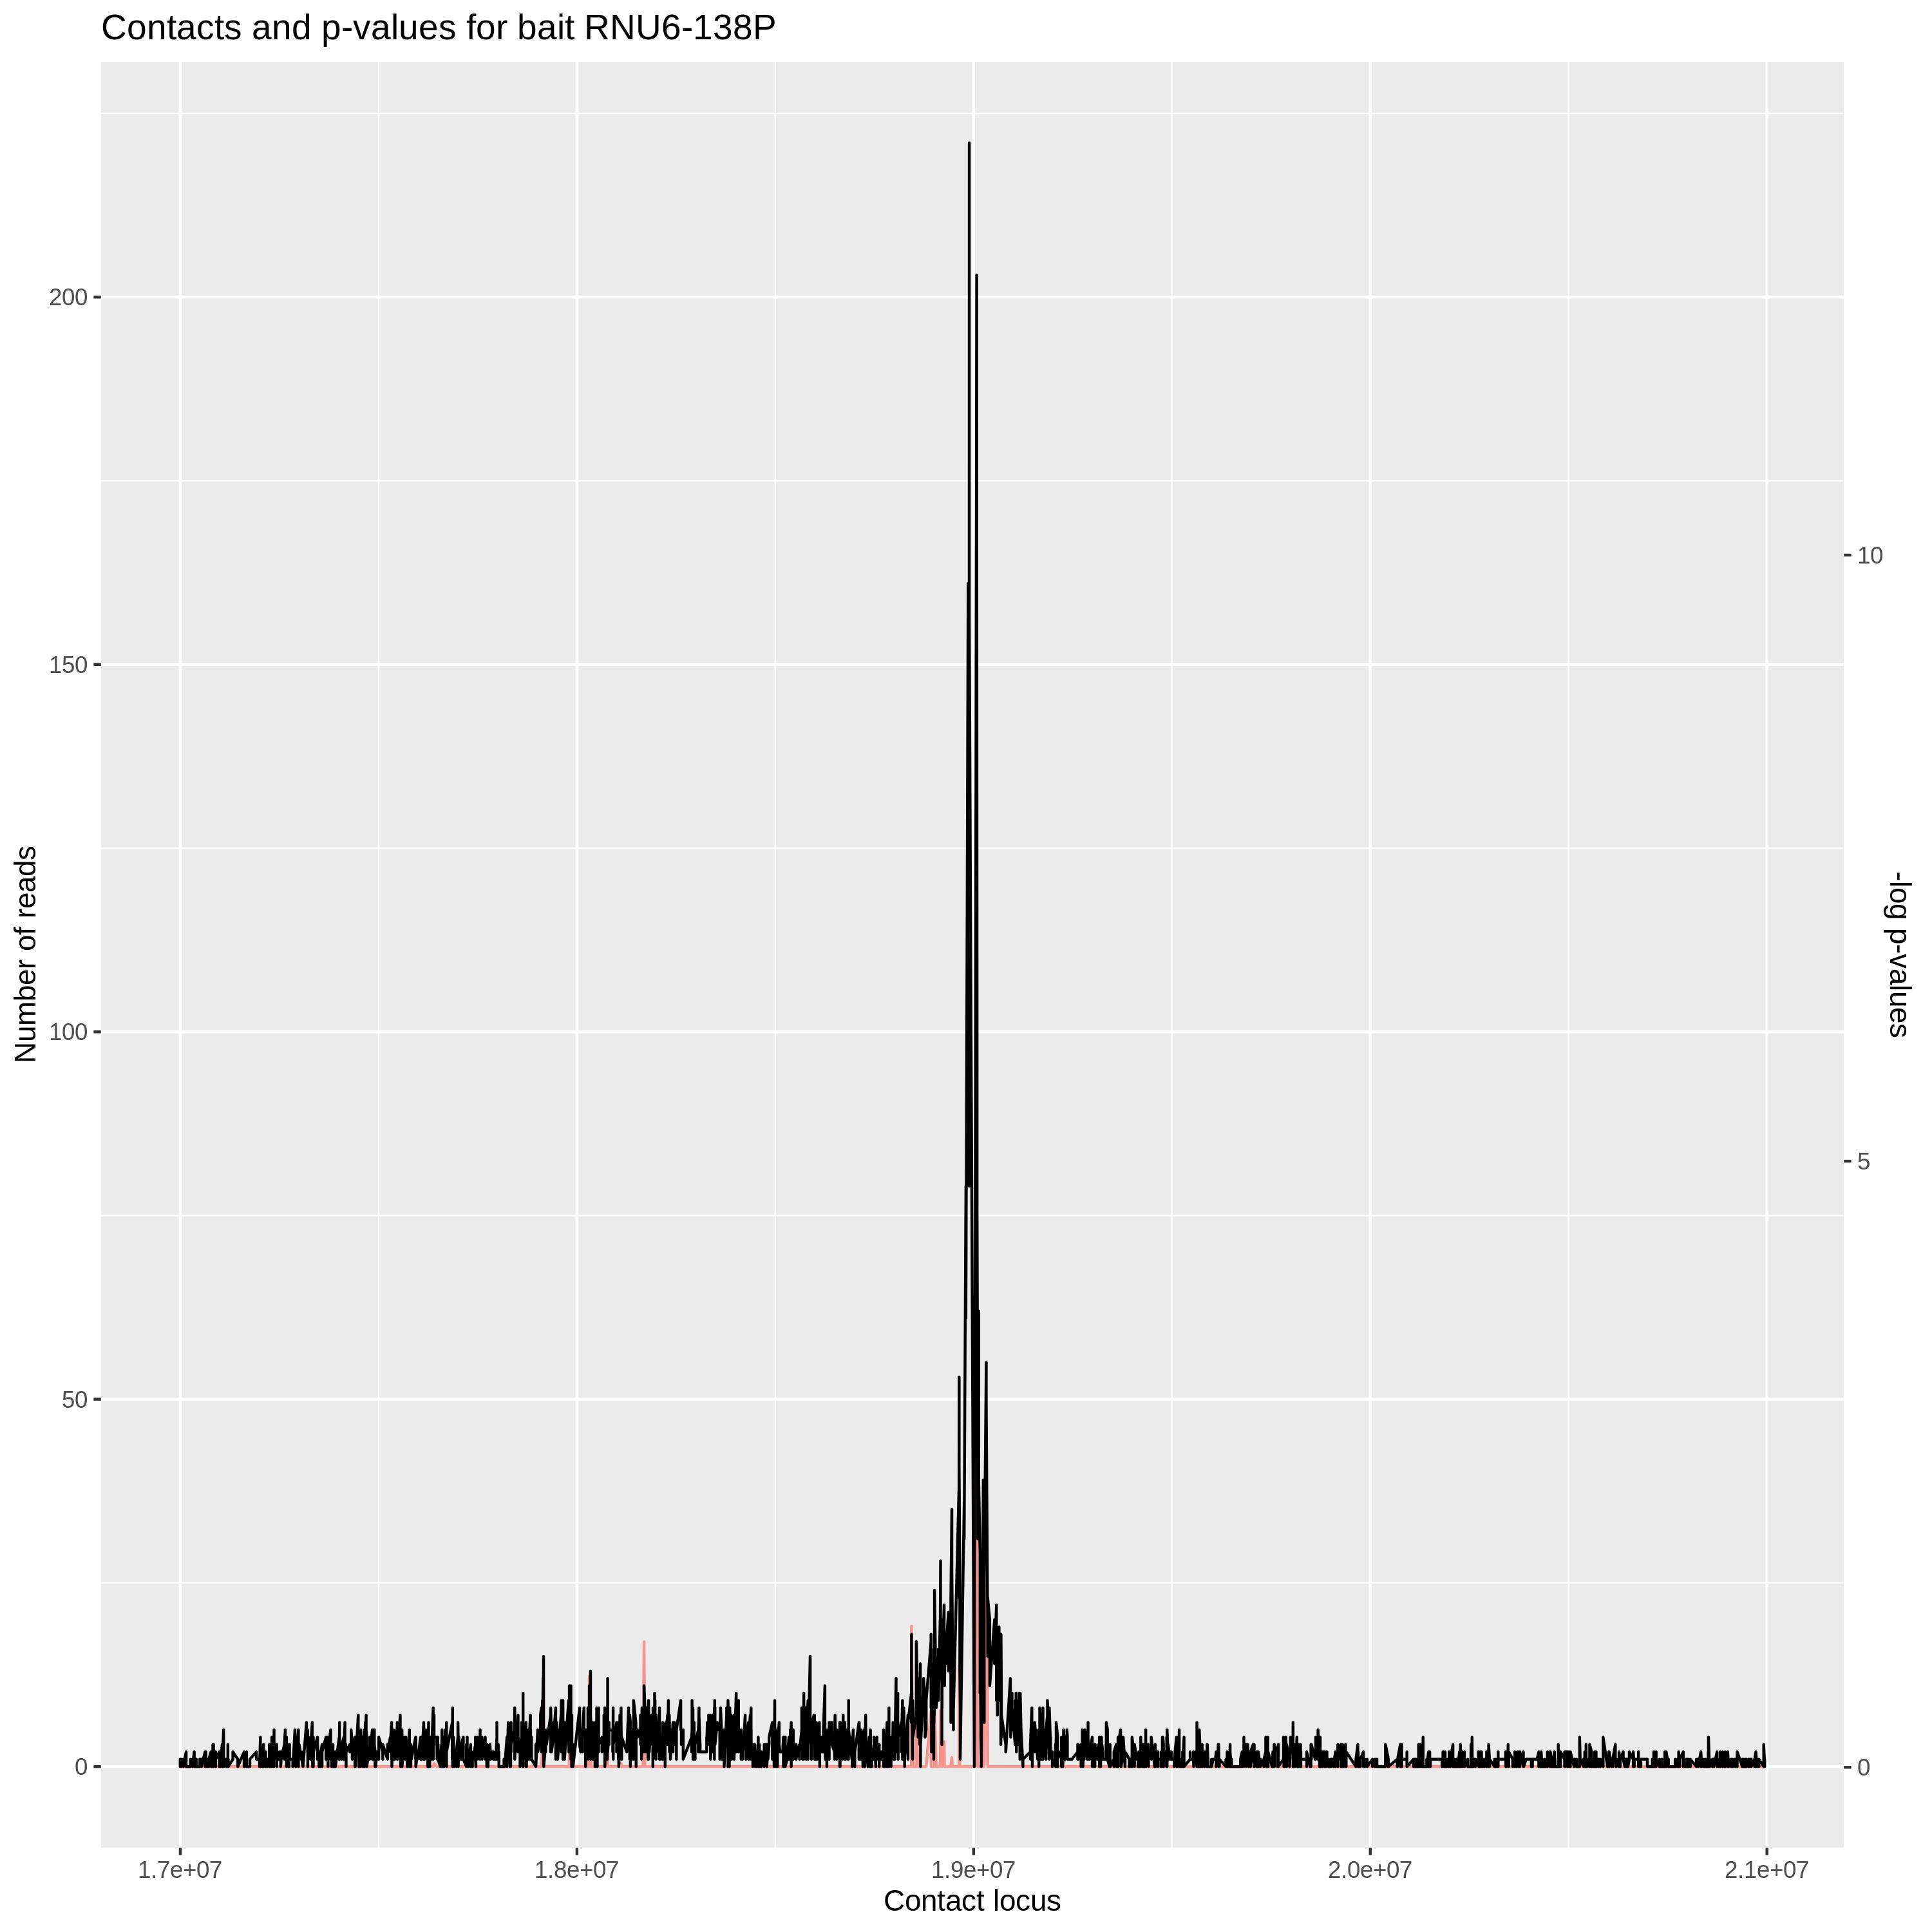 Contacts and p-values for bait RNU6-138P
200
150
100
50
0
Number of reads
10
5
0
-log p-values
1.7e+07
1.8e+07
1.9e+07
2.0e+07
2.1e+07
Contact locus